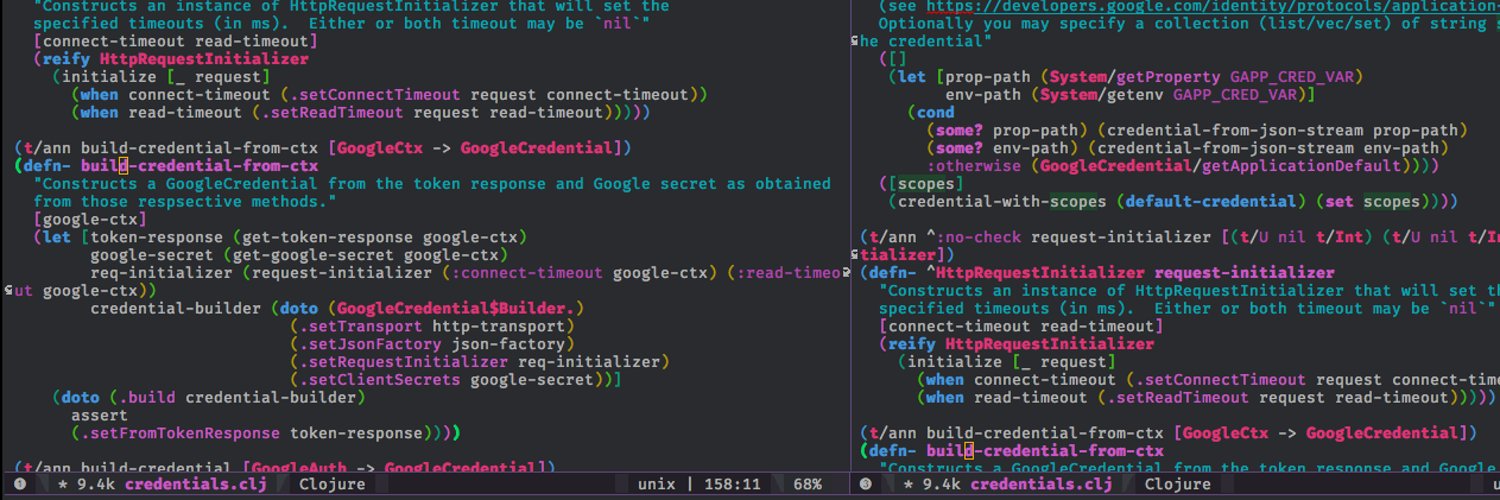 "Constructs an instance of HttpRequestInitializer that will set the
specified timeouts (in ms).  Either or both timeout may be `nil`"
[connect-timeout read-timeout]
(reify HttpRequestInitializer
(initialize [_ request]
(when connect-timeout (.setConnectTimeout request connect-timeout))
(when read-timeout (.setReadTimeout request read-timeout)))))
(t/ann build-credential-from-ctx [GoogleCtx -> GoogleCredential])
(defn- build-credential-from-ctx
"Constructs a GoogleCredential from the token response and Google secret as obtained
from those respsective methods."
[google-ctx]
(let [token-response (get-token-response google-ctx)
google-secret (get-google-secret google-ctx)
req-initializer (request-initializer (:connect-timeout google-ctx) (:read-timeo
ut google-ctx))
credential-builder (doto (GoogleCredential$Builder.)
(.setTransport http-transport)
(.setJsonFactory json-factory)
(.setRequestInitializer req-initializer)
(.setClientSecrets google-secret))]
(doto (.build credential-builder)
assert
(.setFromTokenResponse token-response))))
(t/ann build-credential [GoogleAuth -> GoogleCredential])
1 * 9.4k credentials.clj Clojure unix | 158:11 68%
(see https://developers.google.com/identity/protocols/application-
Optionally you may specify a collection (list/vec/set) of string s
he credential"
([]
(let [prop-path (System/getProperty GAPP_CRED_VAR)
env-path (System/getenv GAPP_CRED_VAR)]
(cond
(some? prop-path) (credential-from-json-stream prop-path)
(some? env-path) (credential-from-json-stream env-path)
:otherwise (GoogleCredential/getApplicationDefault))))
([scopes]
(credential-with-scopes (default-credential) (set scopes))))
(t/ann ^:no-check request-initializer [(t/U nil t/Int) (t/U nil t/In
tializer])
(defn- ^HttpRequestInitializer request-initializer
"Constructs an instance of HttpRequestInitializer that will set th
specified timeouts (in ms).  Either or both timeout may be `nil`"
[connect-timeout read-timeout]
(reify HttpRequestInitializer
(initialize [_ request]
(when connect-timeout (.setConnectTimeout request connect-time
(when read-timeout (.setReadTimeout request read-timeout)))))
(t/ann build-credential-from-ctx [GoogleCtx -> GoogleCredential])
(defn- build-credential-from-ctx
"Constructs a GoogleCredential from the token response and Google
3 * 9.4k credentials.clj Clojure